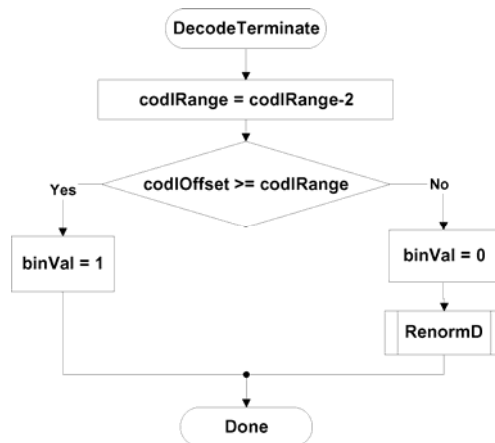 DecodeTerminate
codIRange = codIRange-2
codIOffset >= codIRange
Yes
No
binVal = 1
binVal = 0
RenormD
Done